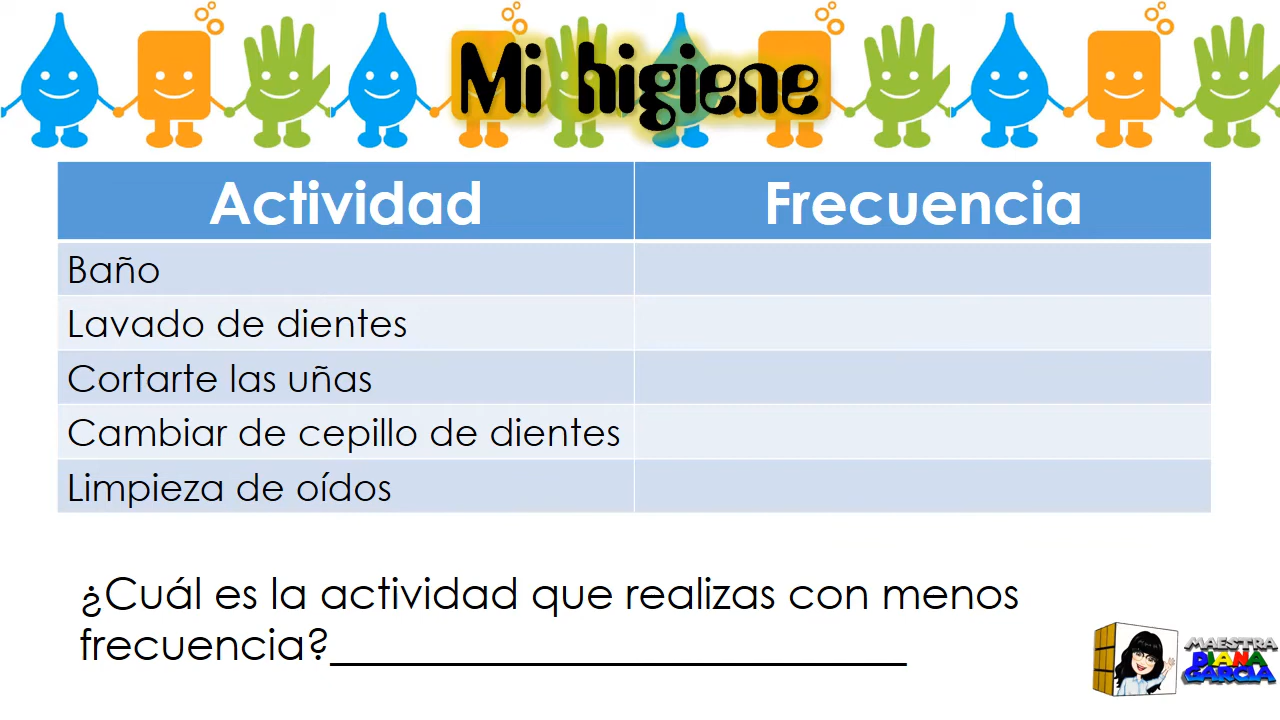 Mi higiene
Actividad Frecuencia
Baño
Lavado de dientes
Cortarte las uñas
Cambiar de cepillo de dientes
Limpieza de oídos
¿Cuál es la actividad que realizas con menos
frecuencia?________________________
MAESTRA
DIANA
GARCIA